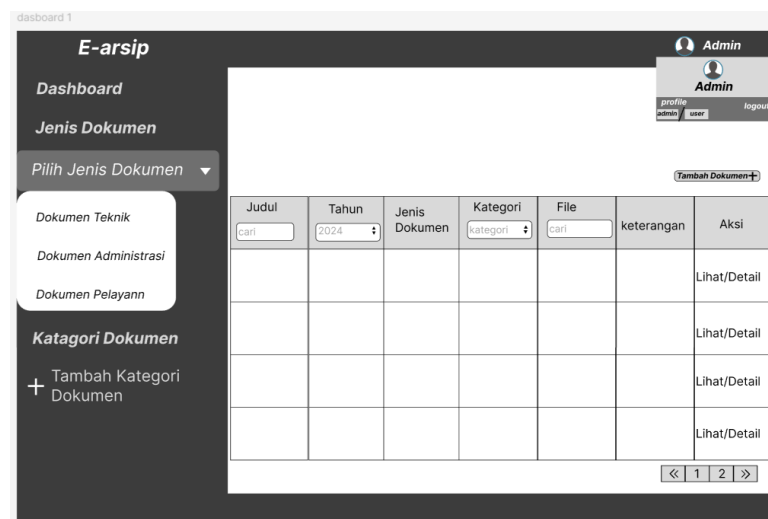 dasboard 1
E-arsip
Admin
Admin
profile
logout
admin / user
Dashboard
Jenis Dokumen
Pilih Jenis Dokumen
Dokumen Teknik
Dokumen Administrasi
Dokumen Pelayann
Katagori Dokumen
+ Tambah Kategori
Dokumen
Tambah Dokumen+
Judul
cari
Tahun
2024
Jenis
Dokumen
Kategori
kategori
File
cari
keterangan
Aksi
Lihat/Detail
Lihat/Detail
Lihat/Detail
Lihat/Detail
« 1 2 »